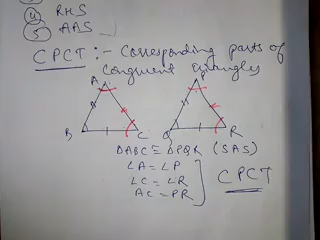 ④ RHS
⑤ AAS
CPCT :- Corresponding parts of
Congruent triangles
A P
B C Q R
ΔABC ≅ ΔPQR (SAS)
∠A = ∠P
∠C = ∠R CPCT
AC = PR